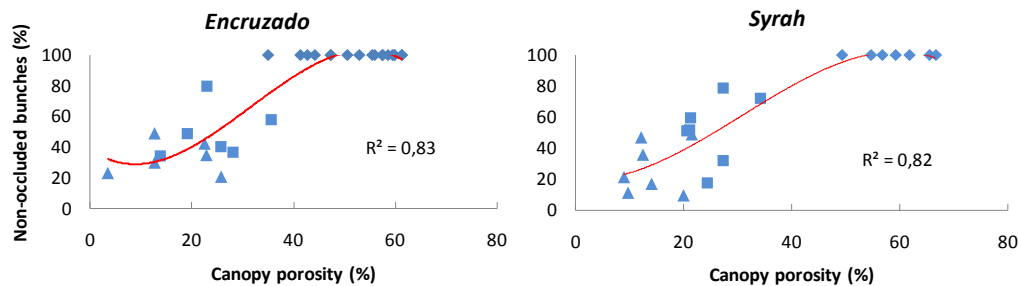 Encruzado
Non-occluded bunches (%)
100
80
60
40
20
0
R² = 0,83
0 20 40 60 80
Canopy porosity (%)
Syrah
100
80
60
40
20
0
R² = 0,82
0 20 40 60 80
Canopy porosity (%)